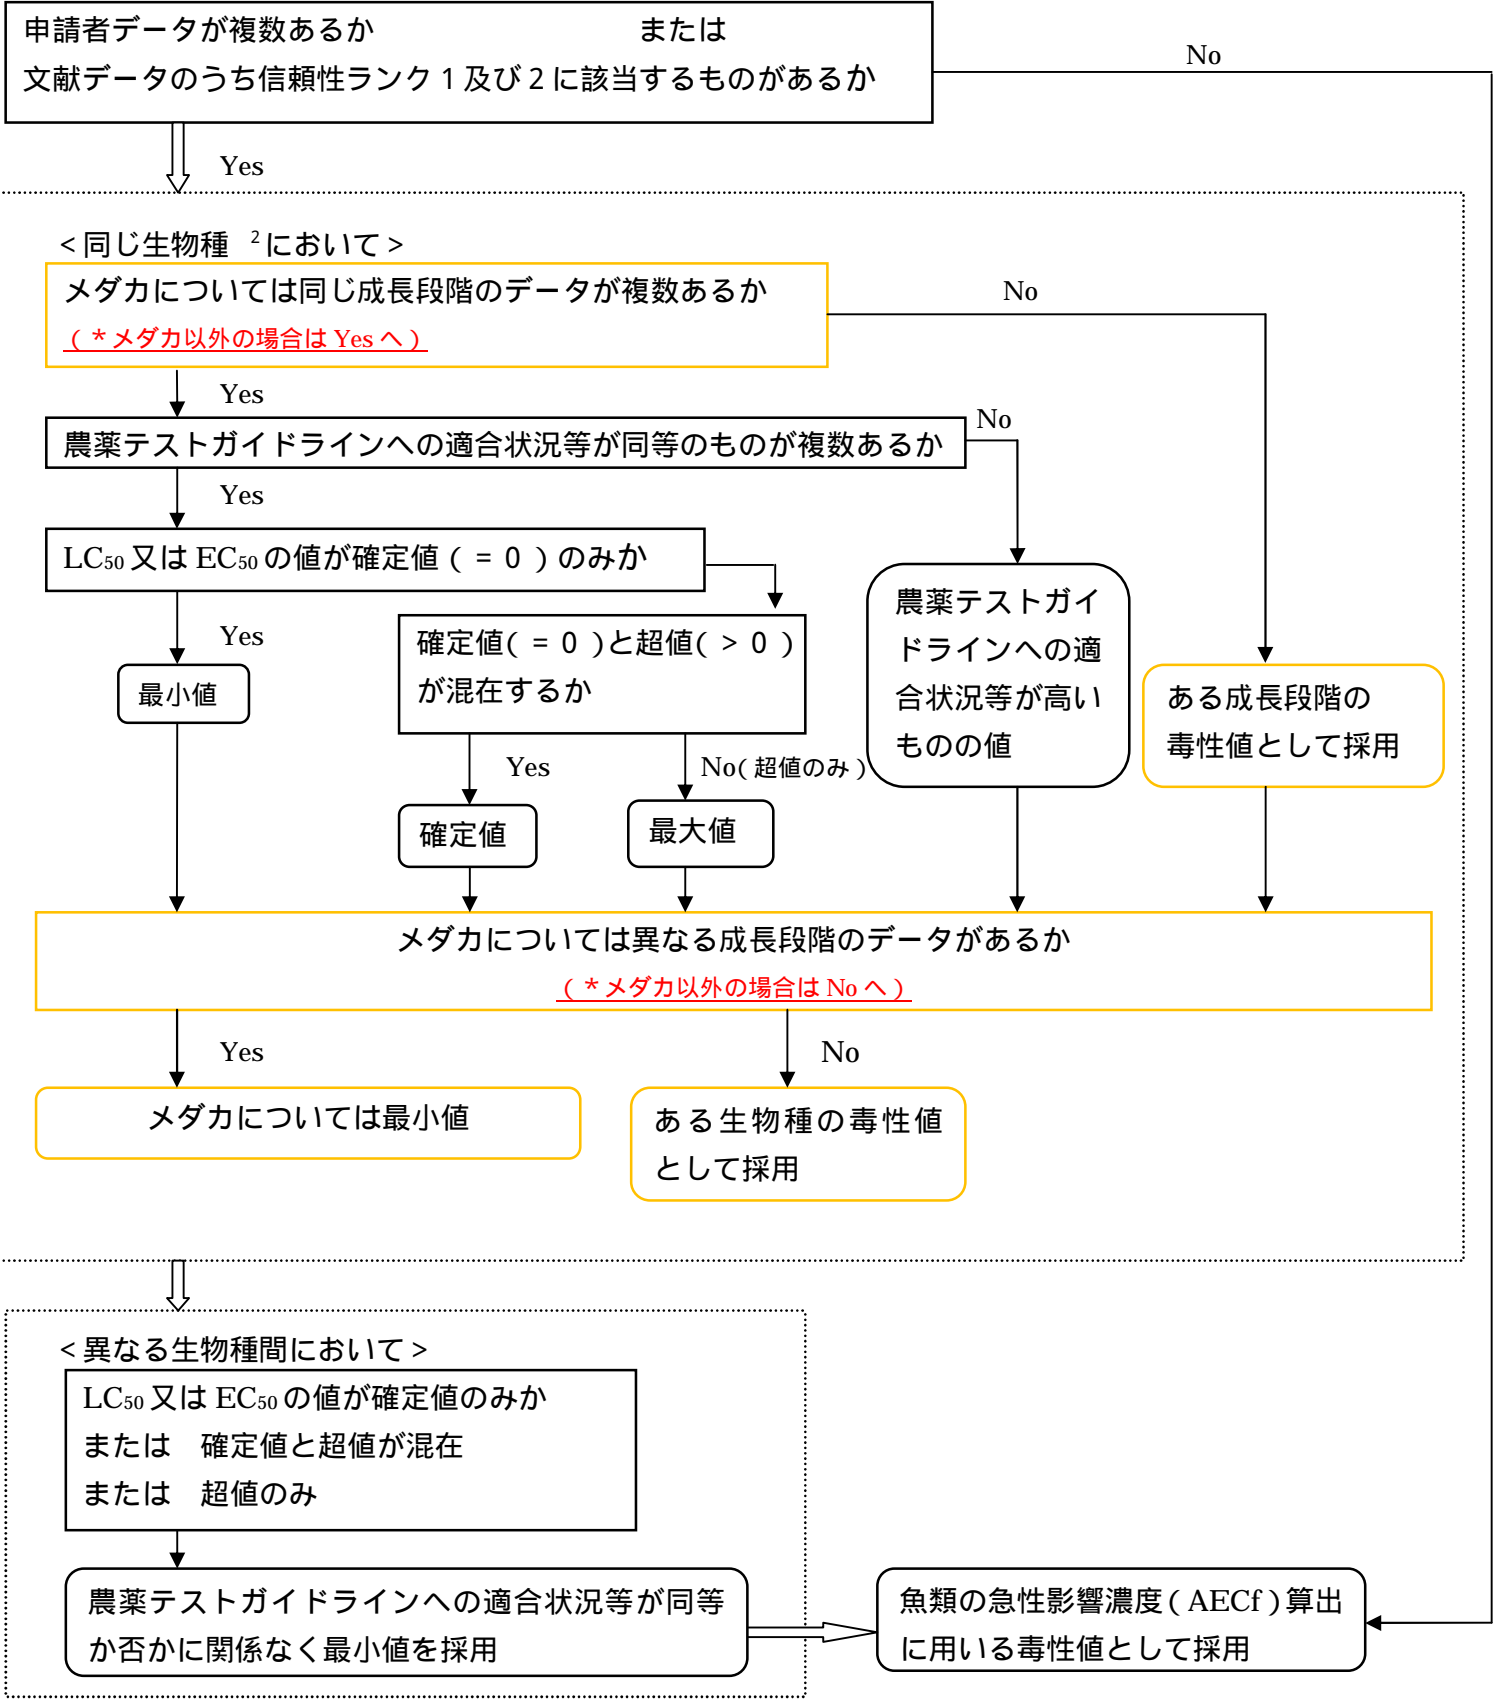 申請者データが複数あるか　　　　　　　　　または
文献データのうち信頼性ランク1及び2に該当するものがあるか
No
Yes
<同じ生物種 ²において>
メダカについては同じ成長段階のデータが複数あるか
(*メダカ以外の場合は Yes へ)
No
Yes
農薬テストガイドラインへの適合状況等が同等のものが複数あるか
No
Yes
LC₅₀又は EC₅₀の値が確定値(=0)のみか
Yes
最小値
確定値(=0)と超値(>0)
が混在するか
Yes
No(超値のみ)
確定値
最大値
農薬テストガイ
ドラインへの適
合状況等が高い
ものの値
ある成長段階の
毒性値として採用
メダカについては異なる成長段階のデータがあるか
(*メダカ以外の場合は No へ)
Yes
No
メダカについては最小値
ある生物種の毒性値
として採用
<異なる生物種間において>
LC₅₀又は EC₅₀の値が確定値のみか
または　確定値と超値が混在
または　超値のみ
農薬テストガイドラインへの適合状況等が同等
か否かに関係なく最小値を採用
魚類の急性影響濃度(AECf)算出
に用いる毒性値として採用